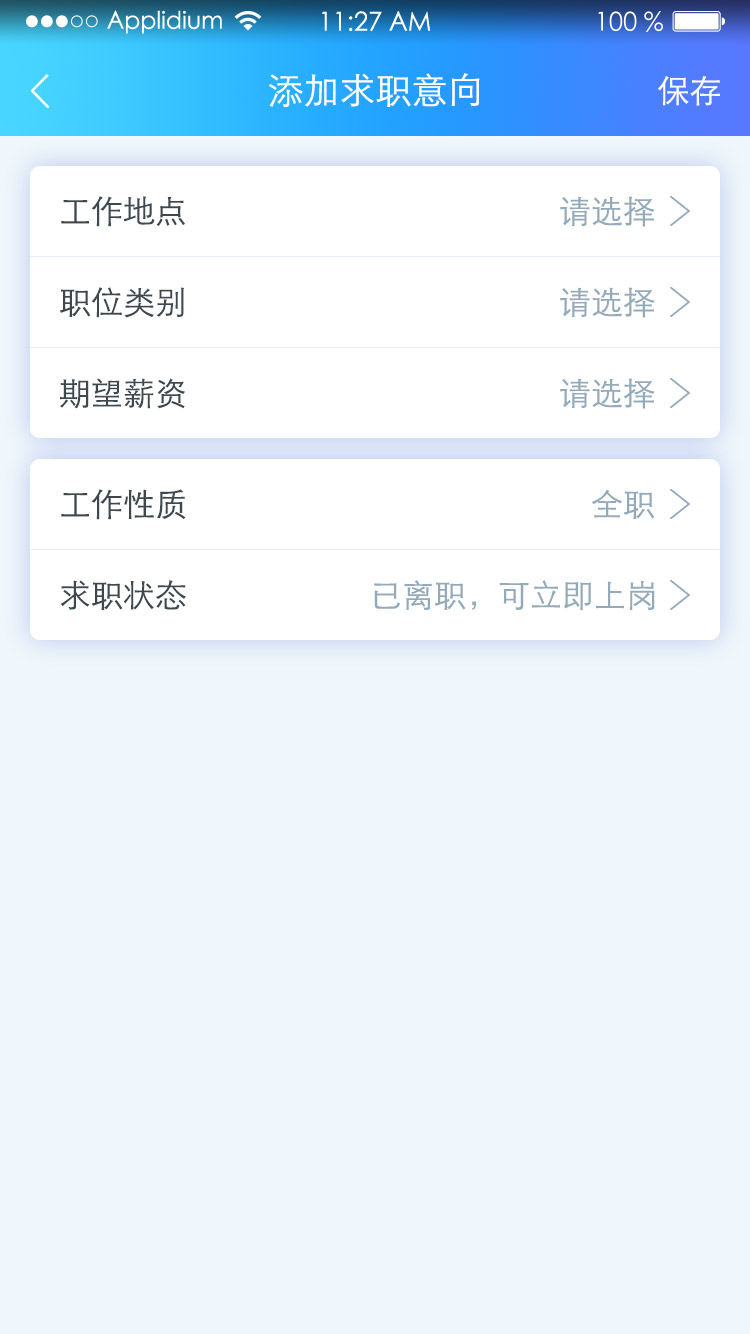 Applidium 11:27 AM 100 %
添加求职意向 保存
工作地点 请选择
职位类别 请选择
期望薪资 请选择
工作性质 全职
求职状态 已离职，可立即上岗